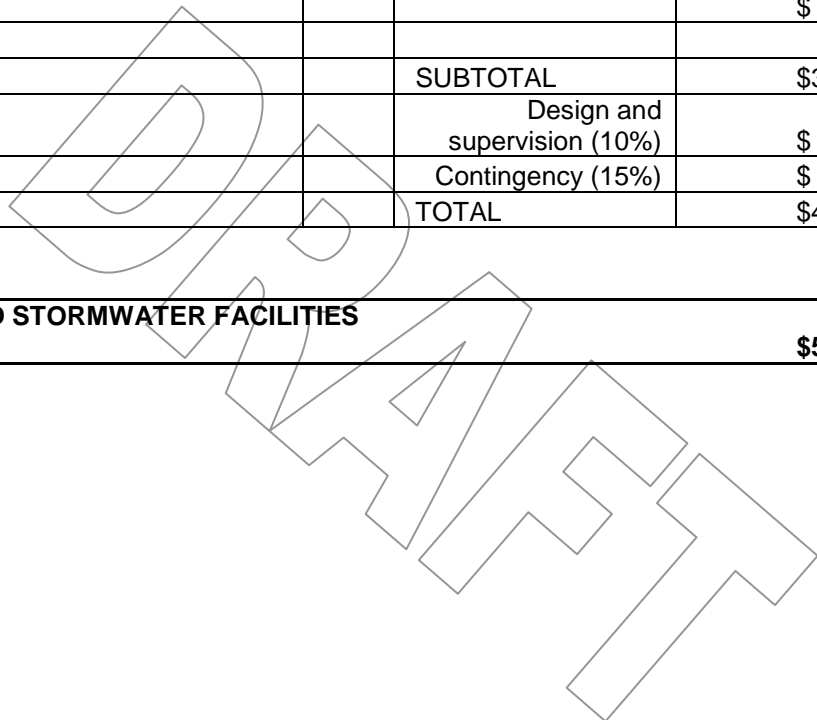 $
SUBTOTAL $3
Design and
supervision (10%) $
Contingency (15%) $
TOTAL $4
STORMWATER FACILITIES
$5
DRAFT